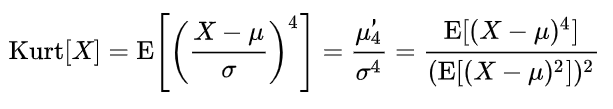 Kurt[X] = E[((X − μ)/σ)⁴] = μ′₄/σ⁴ = E[(X − μ)⁴]/(E[(X − μ)²])²